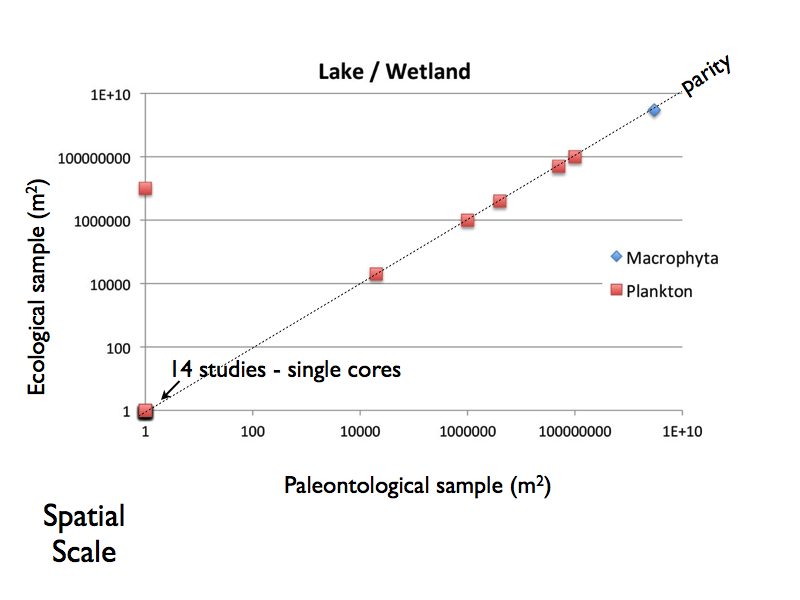 Lake / Wetland
parity
1E+10
100000000
1000000
10000
100
1
Ecological sample (m²)
14 studies - single cores
Macrophyta
Plankton
1 100 10000 1000000 100000000 1E+10
Paleontological sample (m²)
Spatial
Scale